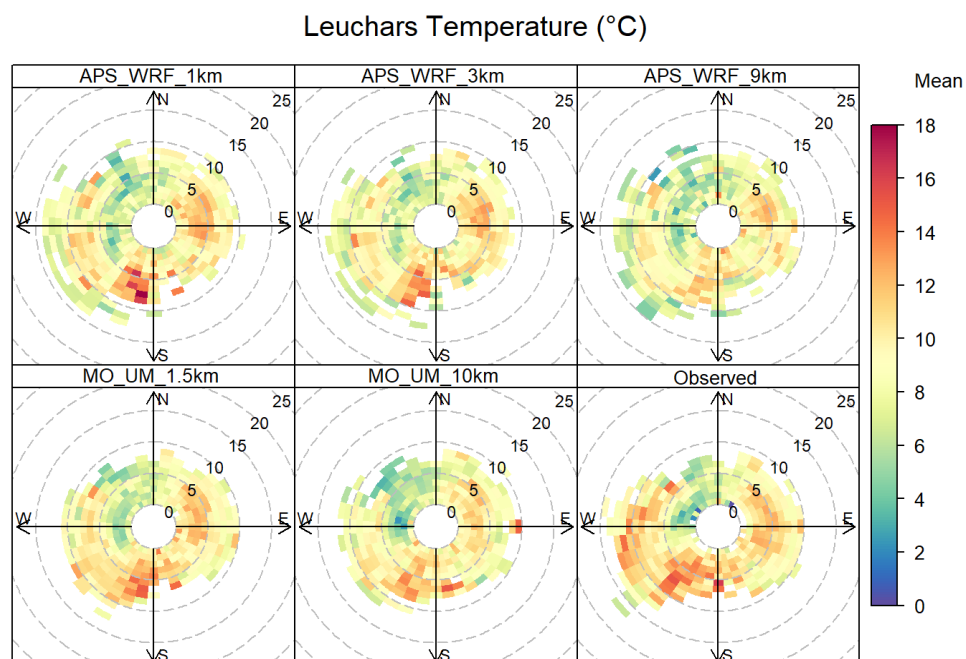 Leuchars Temperature (°C)
APS_WRF_1km
APS_WRF_3km
APS_WRF_9km
Mean
N 25
20
15
10
5
0
W E
S
N 25
20
15
10
5
0
W E
S
N 25
20
15
10
5
0
W E
S
MO_UM_1.5km
MO_UM_10km
Observed
N 25
20
15
10
5
0
W E
S
N 25
20
15
10
5
0
W E
S
N 25
20
15
10
5
0
W E
S
18
16
14
12
10
8
6
4
2
0